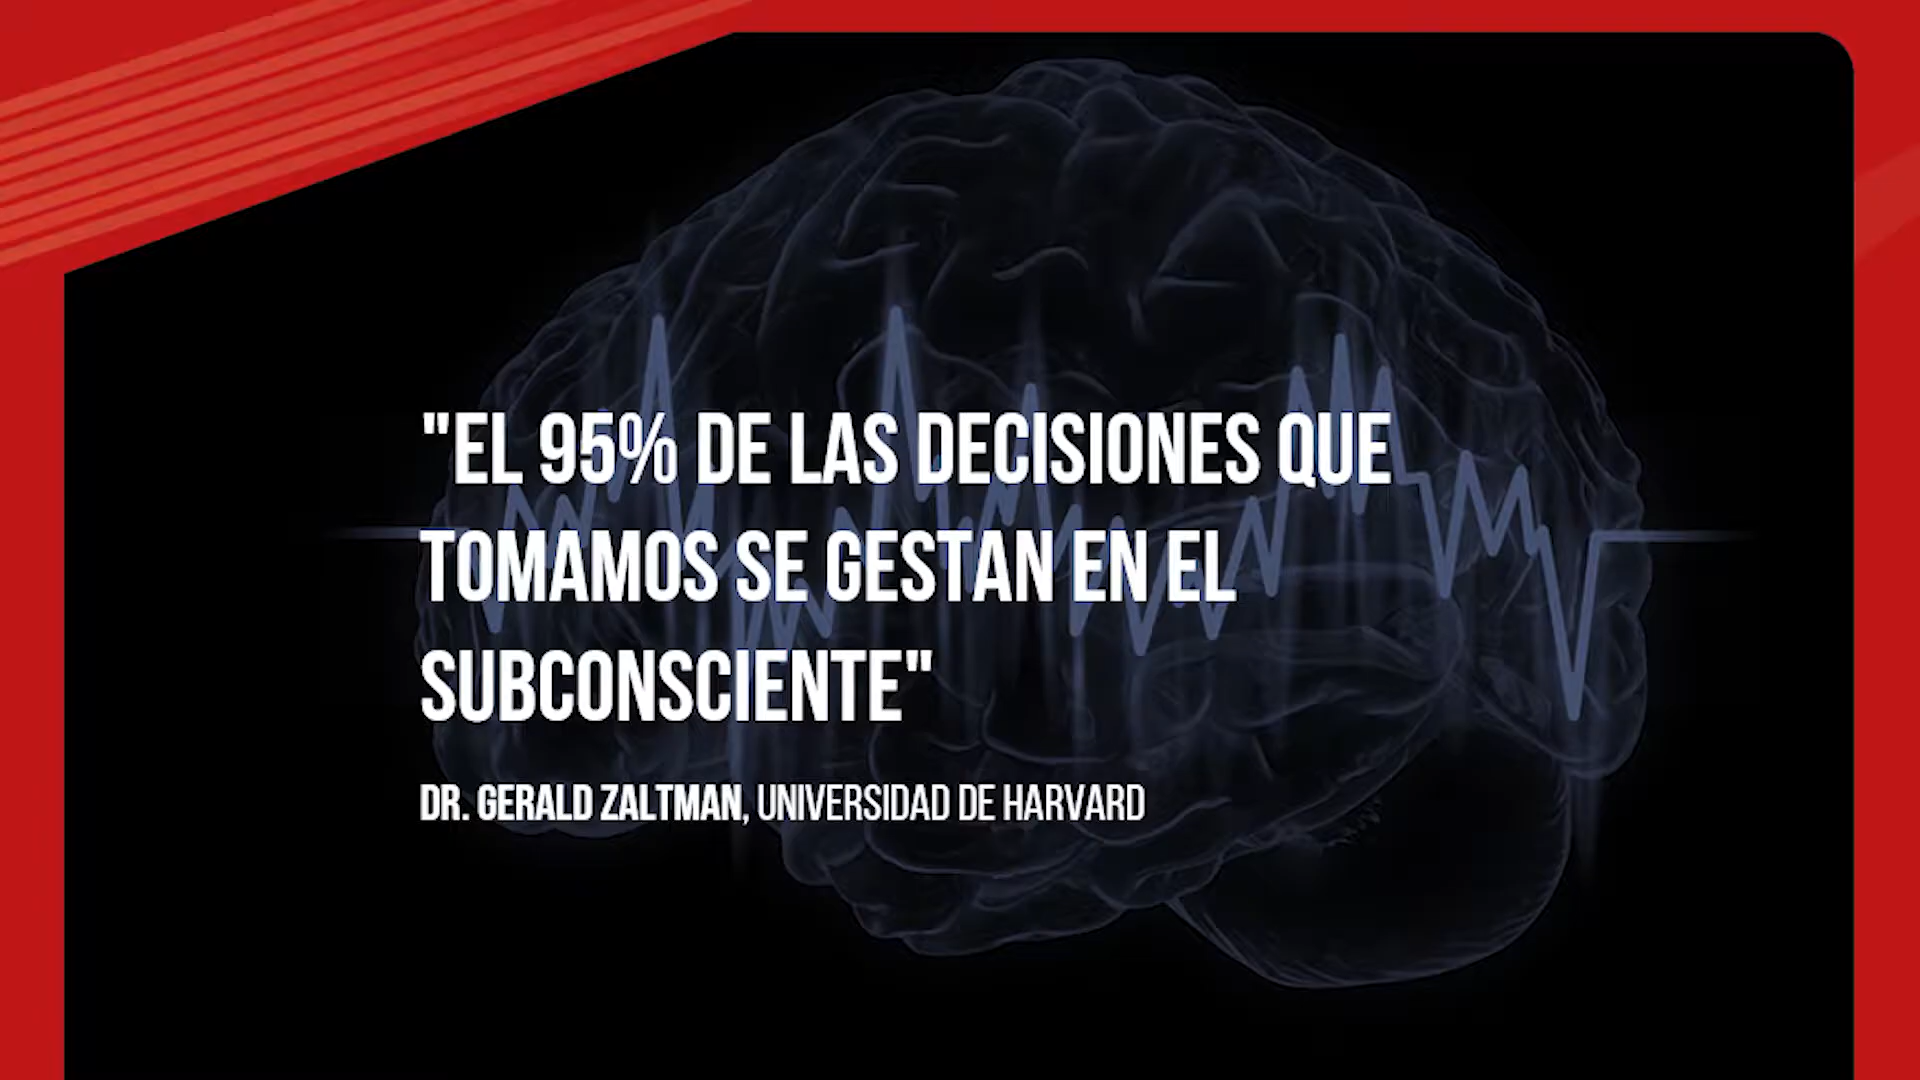 "EL 95% DE LAS DECISIONES QUE
TOMAMOS SE GESTAN EN EL
SUBCONSCIENTE"
DR. GERALD ZALTMAN, UNIVERSIDAD DE HARVARD